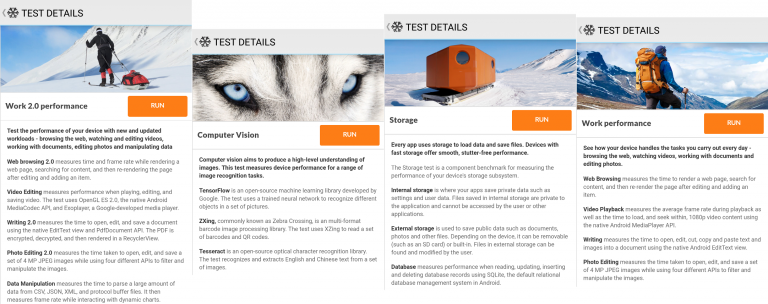 TEST DETAILS
Work 2.0 performance
RUN
Test the performance of your device with new and updated
workloads - browsing the web, watching and editing videos,
working with documents, editing photos and manipulating data
Web browsing 2.0 measures time and frame rate while rendering a
web page, searching for content, and then re-rendering the page
after editing and adding an item.
Video Editing measures performance when playing, editing, and
saving video. The test uses OpenGL ES 2.0, the native Android
MediaCodec API, and Exoplayer, a Google-developed media player.
Writing 2.0 measures the time to open, edit, and save a document
using the native EditText view and PdfDocument API. The PDF is
encrypted, decrypted, and then rendered in a RecyclerView.
Photo Editing 2.0 measures the time taken to open, edit, and save a
set of 4 MP JPEG images while using four different APIs to filter and
manipulate the images.
Data Manipulation measures the time to parse a large amount of
data from CSV, JSON, XML, and protocol buffer files. It then
measures frame rate while interacting with dynamic charts.
TEST DETAILS
Computer Vision
RUN
Computer vision aims to produce a high-level understanding of
images. This test measures device performance for a range of
image recognition tasks.
TensorFlow is an open-source machine learning library developed by
Google. The test uses a trained neural network to recognize different
objects in a set of pictures.
ZXing, commonly known as Zebra Crossing, is an multi-format
barcode image processing library. The test uses XZing to read a set
of barcodes and QR codes.
Tesseract is an open-source optical character recognition library.
The test recognizes and extracts English and Chinese text from a set
of images.
TEST DETAILS
Storage
RUN
Every app uses storage to load data and save files. Devices with
fast storage offer smooth, stutter-free performance.
The Storage test is a component benchmark for measuring the
performance of your device's storage subsystem.
Internal storage is where your apps save private data such as
settings and user data. Files saved in internal storage are private to
the application and cannot be accessed by the user or other
applications.
External storage is used to save public data such as documents,
photos and other files. Depending on the device, it can be removable
(such as an SD card) or built-in. Files in external storage can be
found and modified by the user.
Database measures performance when reading, updating, inserting
and deleting database records using SQLite, the default relational
database management system in Android.
TEST DETAILS
Work performance
RUN
See how your device handles the tasks you carry out every day -
browsing the web, watching videos, working with documents and
editing photos.
Web Browsing measures the time to render a web page, search for
content, and then re-render the page after editing and adding an
item.
Video Playback measures the average frame rate during playback
as well as the time to load, and seek within, 1080p video content using
the native Android MediaPlayer API.
Writing measures the time to open, edit, cut, copy and paste text and
images into a document using the native Android EditText view.
Photo Editing measures the time taken to open, edit, and save a set
of 4 MP JPEG images while using four different APIs to filter and
manipulate the images.